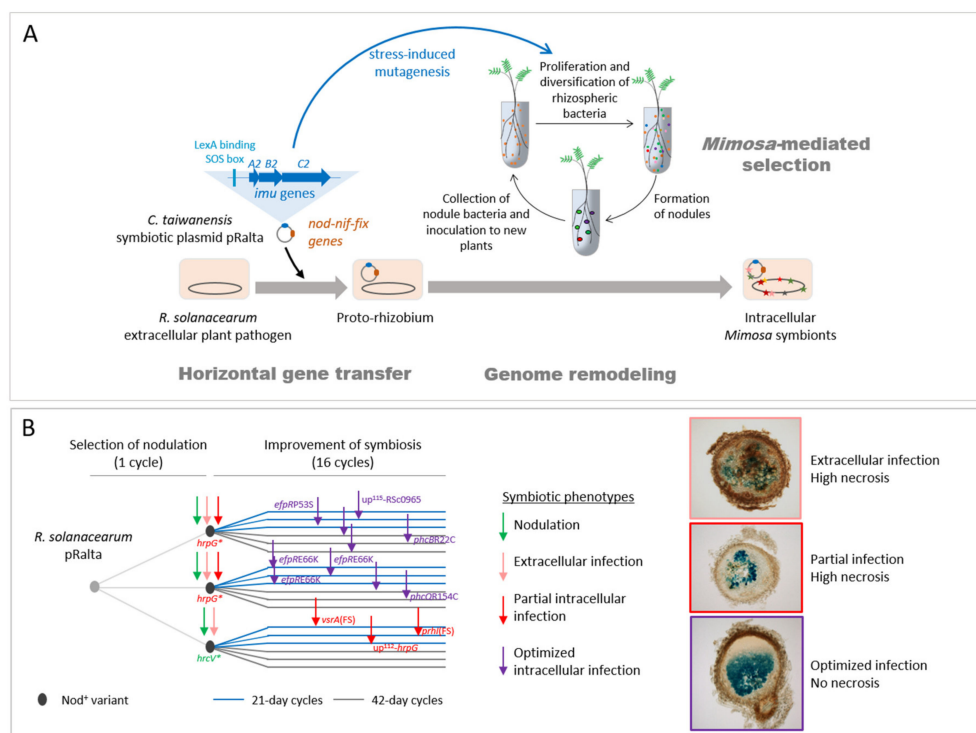 A
stress-induced
mutagenesis
LexA binding
SOS box
A2 B2 C2
imu genes
C. taiwanensis
symbiotic plasmid pRalta
nod-nif-fix
genes
R. solanacearum
extracellular plant pathogen
Proto-rhizobium
Proliferation and
diversification of
rhizospheric
bacteria
Mimosa-mediated
selection
Collection of
nodule bacteria and
inoculation to new
plants
Formation
of nodules
Intracellular
Mimosa symbionts
Horizontal gene transfer
Genome remodeling
B
Selection of nodulation
(1 cycle)
Improvement of symbiosis
(16 cycles)
R. solanacearum
pRalta
hrpG*
hrpG*
hrcV*
efpRP53S
up115-RSc0965
phcBR22C
efpRE66K
efpRE66K
efpRE66K
phcQR154C
vsrA(FS)
prhI(FS)
up112-hrpG
Nod+ variant
21-day cycles
42-day cycles
Symbiotic phenotypes
Nodulation
Extracellular infection
Partial intracellular
infection
Optimized
intracellular infection
Extracellular infection
High necrosis
Partial infection
High necrosis
Optimized infection
No necrosis